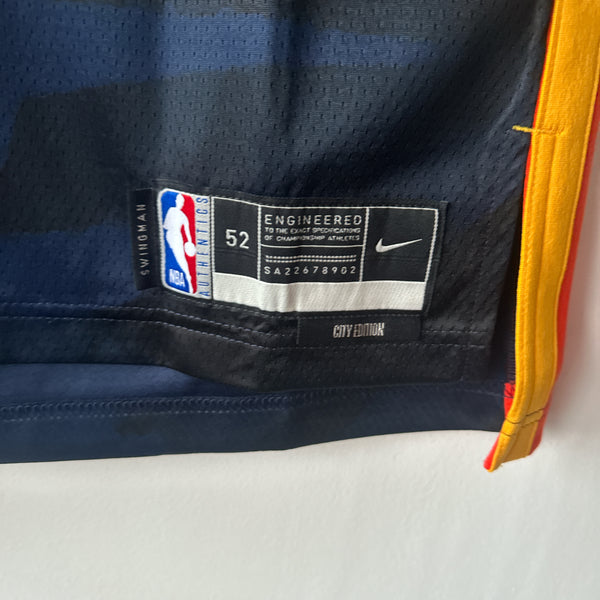 SWINGMAN
NBA
AUTHENTICS
52
ENGINEERED
TO THE EXACT SPECIFICATIONS
OF CHAMPIONSHIP ATHLETES
SA22678902
CITY EDITION